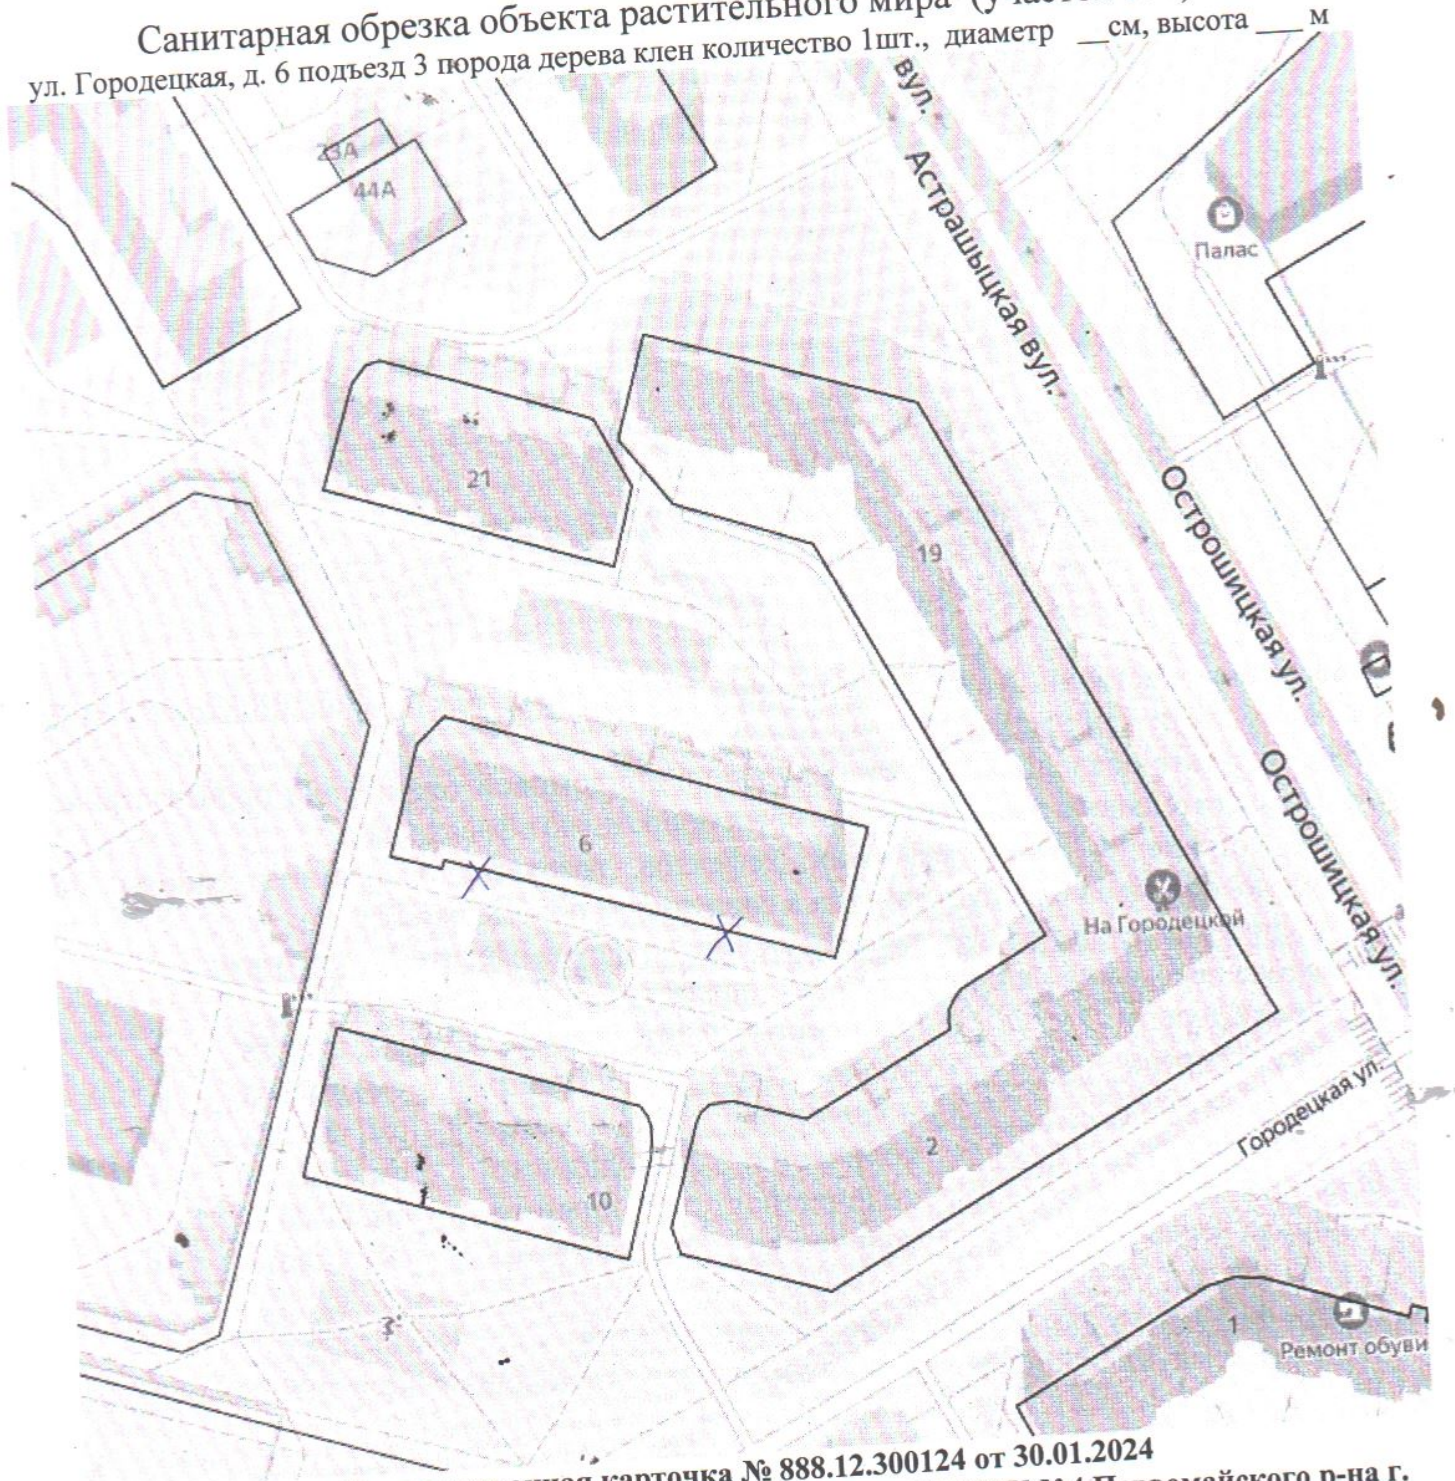 Санитарная обрезка объекта растительного мира
ул. Городецкая, д. 6 подъезд 3 порода дерева клен количество 1шт., диаметр __см, высота ___ м
вул.
23А
44А
Астрашыцкая вул.
Палас
21
19
Острошицкая ул.
6
Острошицкая ул.
На Городецкой
Городецкая ул.
2
10
1
Ремонт обуви
карточка № 888.12.300124 от 30.01.2024
р-на г.